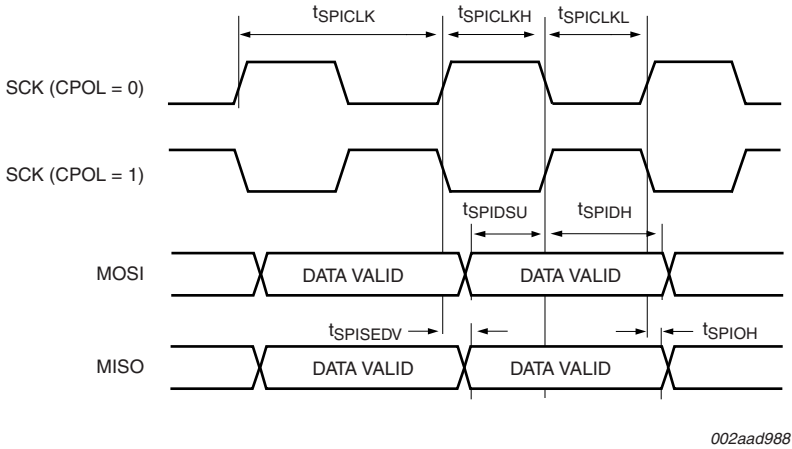 tSPICLK tSPICLKH tSPICLKL
SCK (CPOL = 0)
SCK (CPOL = 1)
tSPIDSU tSPIDH
MOSI DATA VALID DATA VALID
tSPISEDV tSPIOH
MISO DATA VALID DATA VALID
002aad988